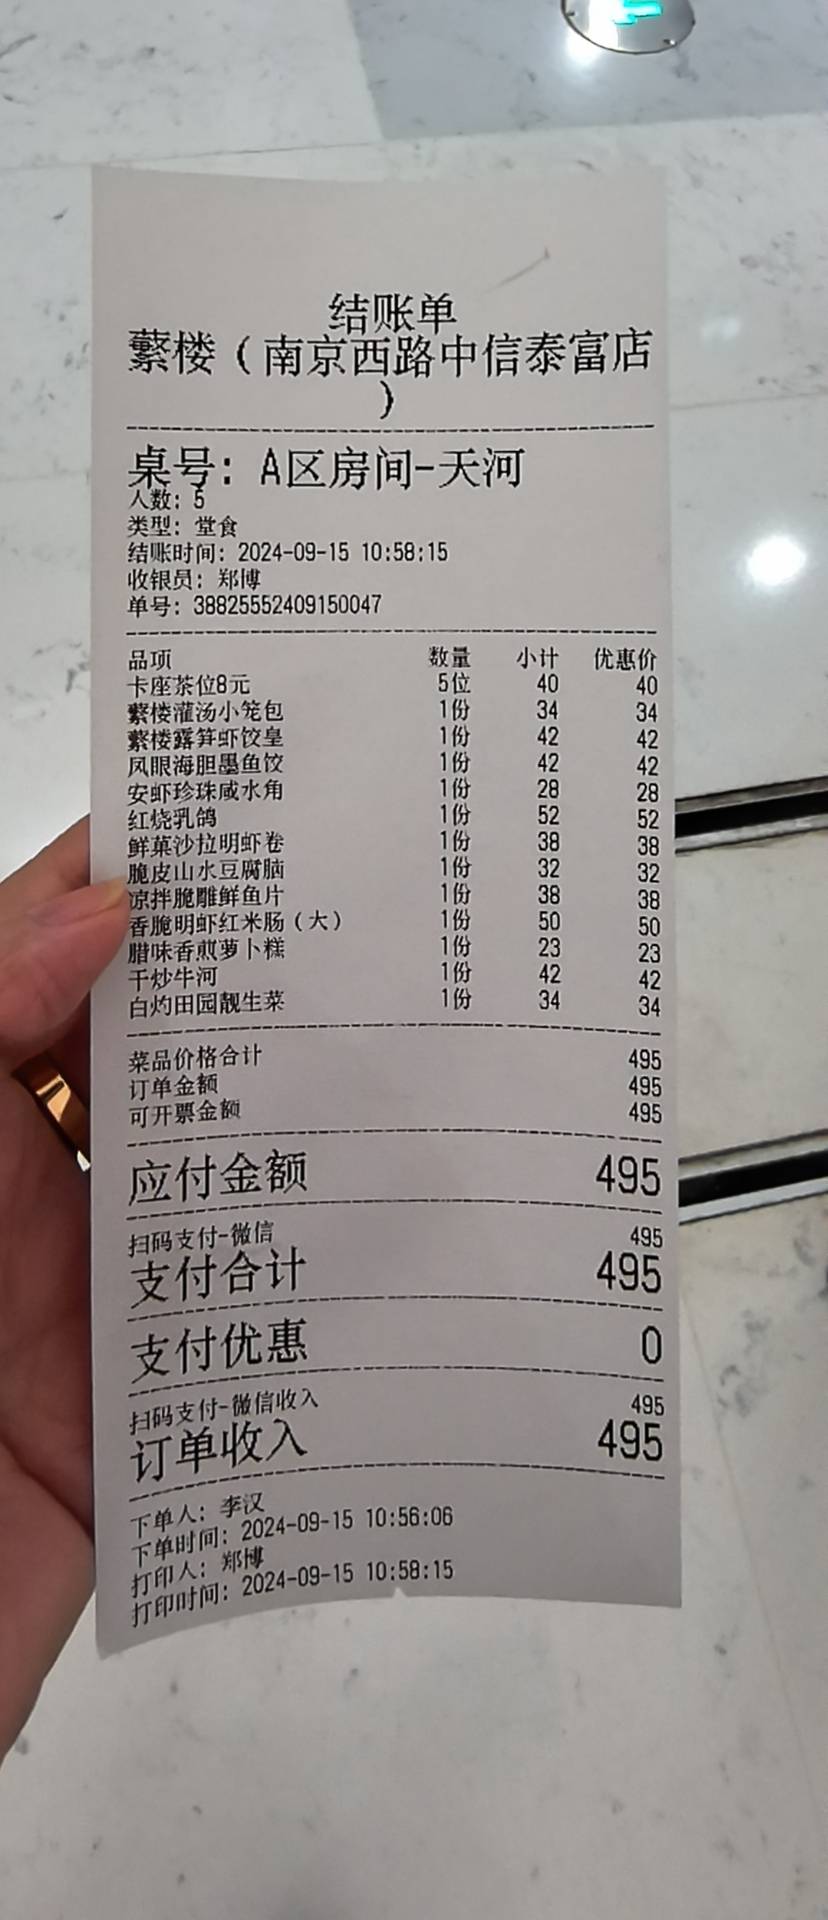 结账单
蘩楼（南京西路中信泰富店
）
桌号：A区房间-天河
人数：5
类型：堂食
结账时间：2024-09-15 10:58:15
收银员：郑博
单号：38825552409150047
品项 数量 小计 优惠价
卡座茶位8元 5位 40 40
蘩楼灌汤小笼包 1份 34 34
蘩楼露笋虾饺皇 1份 42 42
凤眼海胆墨鱼饺 1份 42 42
安虾珍珠咸水角 1份 28 28
红烧乳鸽 1份 52 52
鲜菓沙拉明虾卷 1份 38 38
脆皮山水豆腐脑 1份 32 32
凉拌脆雕鲜鱼片 1份 38 38
香脆明虾红米肠（大） 1份 50 50
腊味香煎萝卜糕 1份 23 23
干炒牛河 1份 42 42
白灼田园靓生菜 1份 34 34
菜品价格合计 495
订单金额 495
可开票金额 495
应付金额 495
扫码支付-微信 495
支付合计 495
支付优惠 0
扫码支付-微信收入 495
订单收入 495
下单人：李汉
下单时间：2024-09-15 10:56:06
打印人：郑博
打印时间：2024-09-15 10:58:15